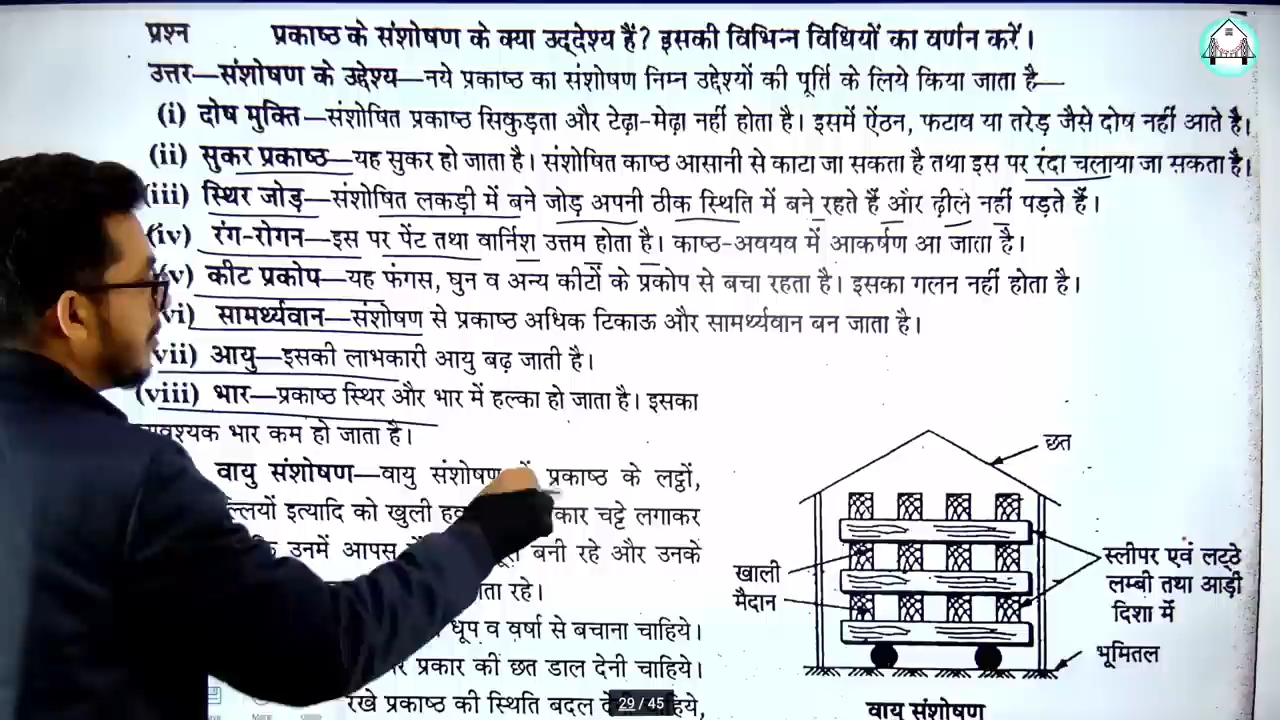 प्रश्न प्रकाष्ठ के संशोषण के क्या उद्देश्य हैं? इसकी विभिन्न विधियों का वर्णन करें।
उत्तर—संशोषण के उद्देश्य—नये प्रकाष्ठ का संशोषण निम्न उद्देश्यों की पूर्ति के लिये किया जाता है—
(i) दोष मुक्ति—संशोषित प्रकाष्ठ सिकुड़ता और टेढ़ा-मेढ़ा नहीं होता है। इसमें ऐंठन, फटाव या तरेड़ जैसे दोष नहीं आते है।
(ii) सुकर प्रकाष्ठ—यह सुकर हो जाता है। संशोषित काष्ठ आसानी से काटा जा सकता है तथा इस पर रंदा चलाया जा सकता है।
(iii) स्थिर जोड़—संशोषित लकड़ी में बने जोड़ अपनी ठीक स्थिति में बने रहते हैं और ढ़ीले नहीं पड़ते हैं।
(iv) रंग-रोगन—इस पर पेंट तथा वार्निश उत्तम होता है। काष्ठ-अवयव में आकर्षण आ जाता है।
v) कीट प्रकोप—यह फंगस, घुन व अन्य कीटों के प्रकोप से बचा रहता है। इसका गलन नहीं होता है।
vi) सामर्थ्यवान—संशोषण से प्रकाष्ठ अधिक टिकाऊ और सामर्थ्यवान बन जाता है।
vii) आयु—इसकी लाभकारी आयु बढ़ जाती है।
(viii) भार—प्रकाष्ठ स्थिर और भार में हल्का हो जाता है। इसका
भार कम हो जाता है।
वायु संशोषण—वायु संशोषण प्रकाष्ठ के लट्ठों,
इत्यादि को खुली चट्टे लगाकर
उनमें आपस बनी रहे और उनके
रहे।
धूप व वर्षा से बचाना चाहिये।
प्रकार की छत डाल देनी चाहिये।
रखे प्रकाष्ठ की स्थिति बदल
छत
खाली
मैदान
स्लीपर एवं लट्ठे
लम्बी तथा आड़ी
दिशा में
भूमितल
वायु संशोषण
29 / 45